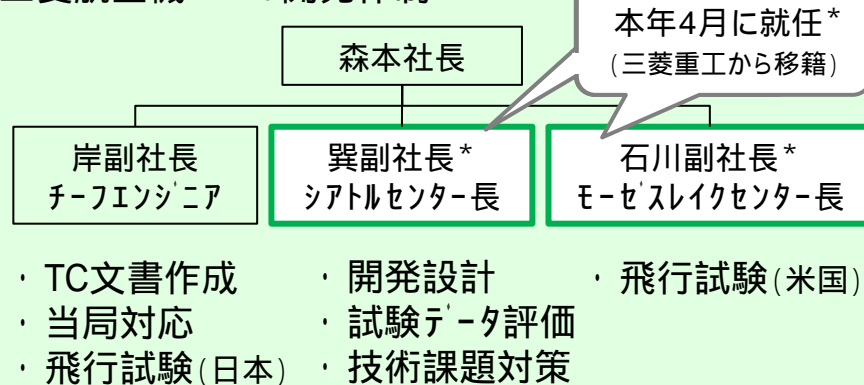 本年4月に就任*
(三菱重工から移籍)
森本社長
岸副社長
ﾁｰﾌｴﾝｼﾞﾆｱ
巽副社長*
ｼｱﾄﾙｾﾝﾀｰ長
石川副社長*
ﾓｰｾﾞｽﾚｲｸｾﾝﾀｰ長
・TC文書作成
・当局対応
・飛行試験(日本)
・開発設計
・試験ﾃﾞｰﾀ評価
・技術課題対策
・飛行試験(米国)